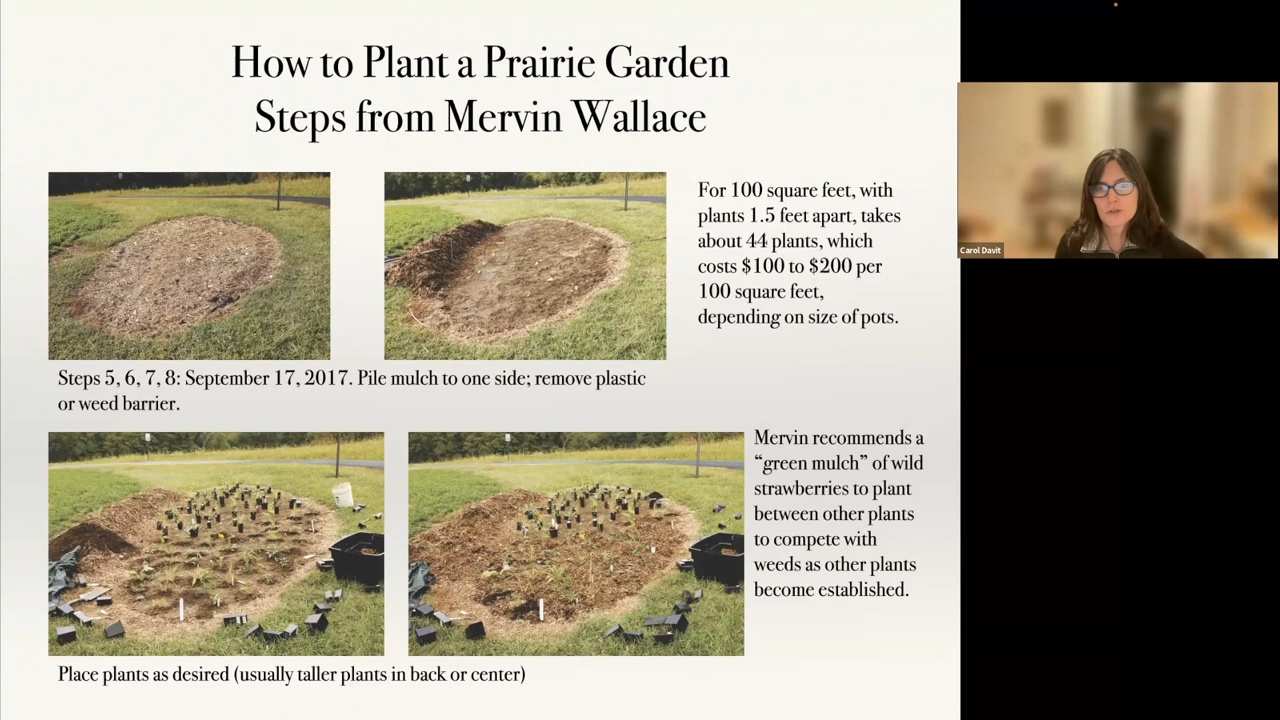 How to Plant a Prairie Garden
Steps from Mervin Wallace
For 100 square feet, with
plants 1.5 feet apart, takes
about 44 plants, which
costs $100 to $200 per
100 square feet,
depending on size of pots.
Carol Davit
Steps 5, 6, 7, 8: September 17, 2017. Pile mulch to one side; remove plastic
or weed barrier.
Mervin recommends a
“green mulch” of wild
strawberries to plant
between other plants
to compete with
weeds as other plants
become established.
Place plants as desired (usually taller plants in back or center)